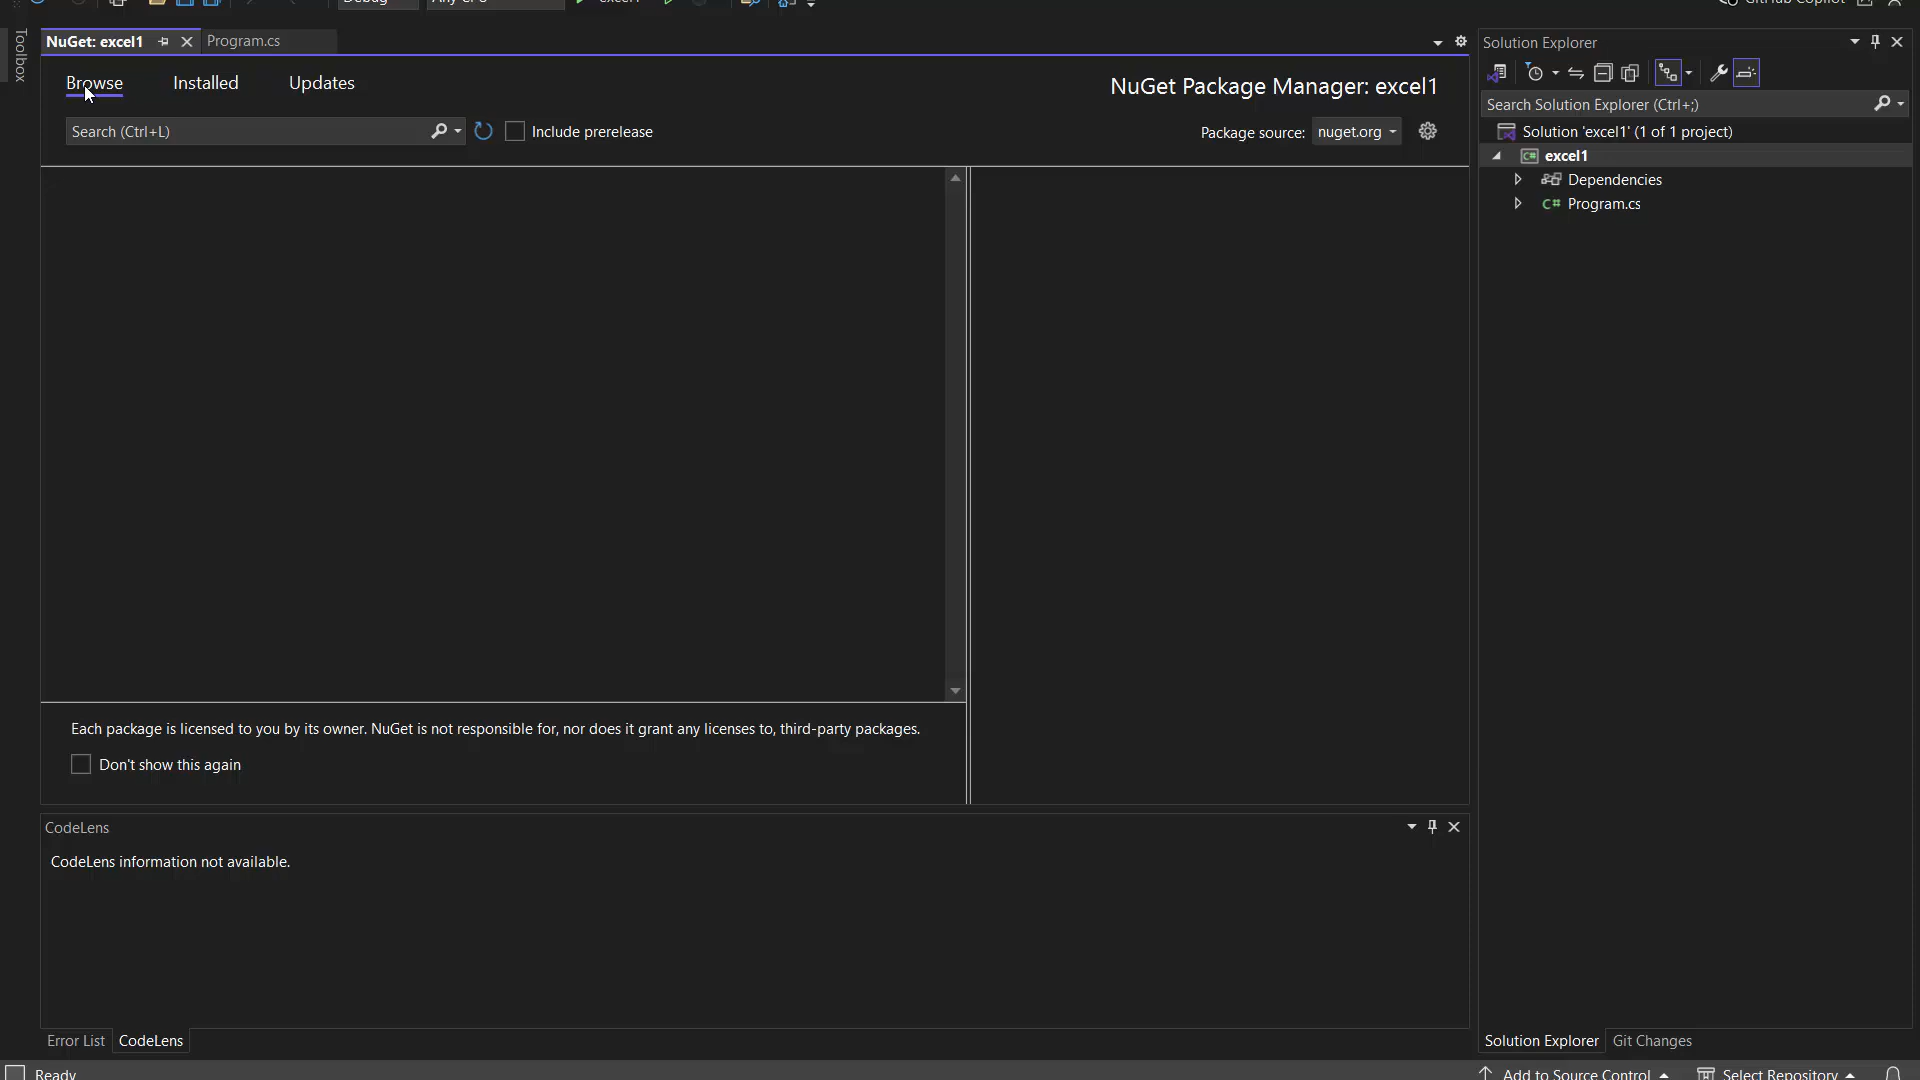 GitHub Copilot
Toolbox
NuGet: excel1
Program.cs
Browse
Installed
Updates
NuGet Package Manager: excel1
Search (Ctrl+L)
Include prerelease
Package source: nuget.org
Each package is licensed to you by its owner. NuGet is not responsible for, nor does it grant any licenses to, third-party packages.
Don't show this again
CodeLens
CodeLens information not available.
Error List
CodeLens
Solution Explorer
Search Solution Explorer (Ctrl+;)
Solution 'excel1' (1 of 1 project)
C# excel1
Dependencies
C# Program.cs
Solution Explorer
Git Changes
Ready
Add to Source Control
Select Repository